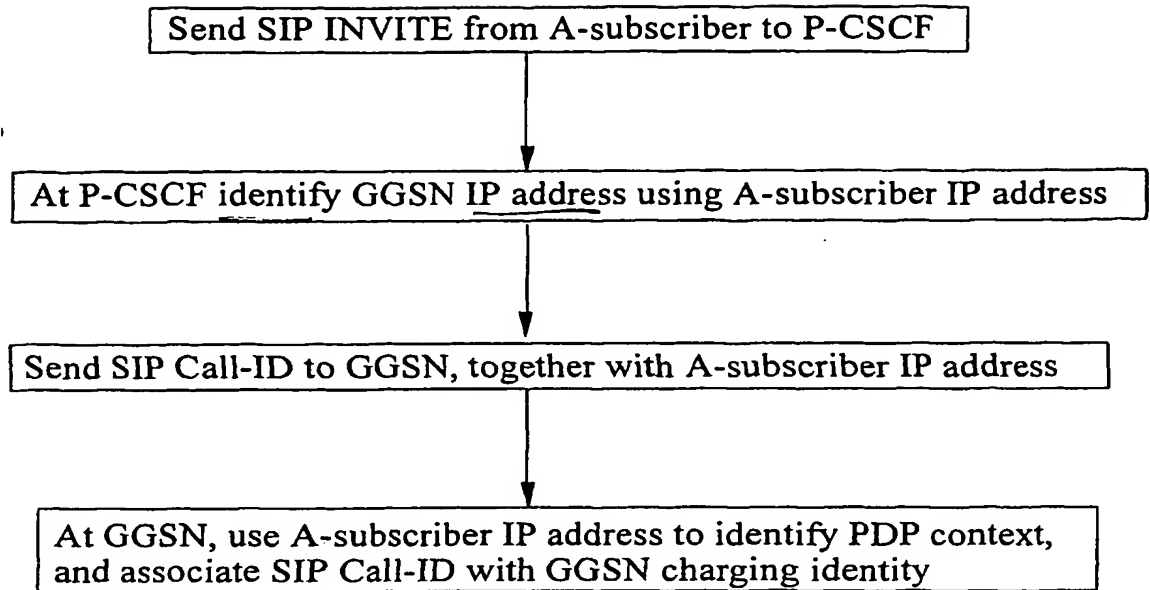 Send SIP INVITE from A-subscriber to P-CSCF
At P-CSCF identify GGSN IP address using A-subscriber IP address
Send SIP Call-ID to GGSN, together with A-subscriber IP address
At GGSN, use A-subscriber IP address to identify PDP context,
and associate SIP Call-ID with GGSN charging identity